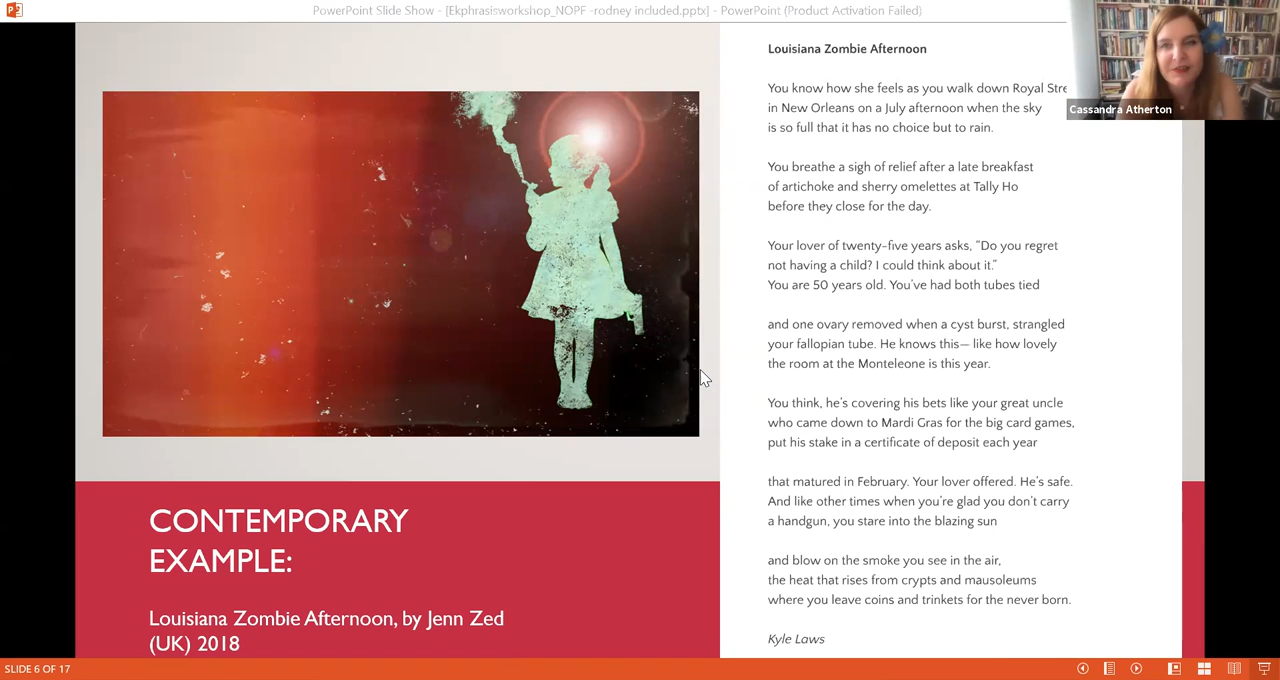 PowerPoint Slide Show - [Ekphrasisworkshop_NOPF -rodney included.pptx] - PowerPoint (Product Activation Failed)
Cassandra Atherton
CONTEMPORARY
EXAMPLE:
Louisiana Zombie Afternoon, by Jenn Zed
(UK) 2018
Louisiana Zombie Afternoon
You know how she feels as you walk down Royal Stre
in New Orleans on a July afternoon when the sky
is so full that it has no choice but to rain.
You breathe a sigh of relief after a late breakfast
of artichoke and sherry omelettes at Tally Ho
before they close for the day.
Your lover of twenty-five years asks, “Do you regret
not having a child? I could think about it.”
You are 50 years old. You’ve had both tubes tied
and one ovary removed when a cyst burst, strangled
your fallopian tube. He knows this— like how lovely
the room at the Monteleone is this year.
You think, he’s covering his bets like your great uncle
who came down to Mardi Gras for the big card games,
put his stake in a certificate of deposit each year
that matured in February. Your lover offered. He’s safe.
And like other times when you’re glad you don’t carry
a handgun, you stare into the blazing sun
and blow on the smoke you see in the air,
the heat that rises from crypts and mausoleums
where you leave coins and trinkets for the never born.
Kyle Laws
SLIDE 6 OF 17